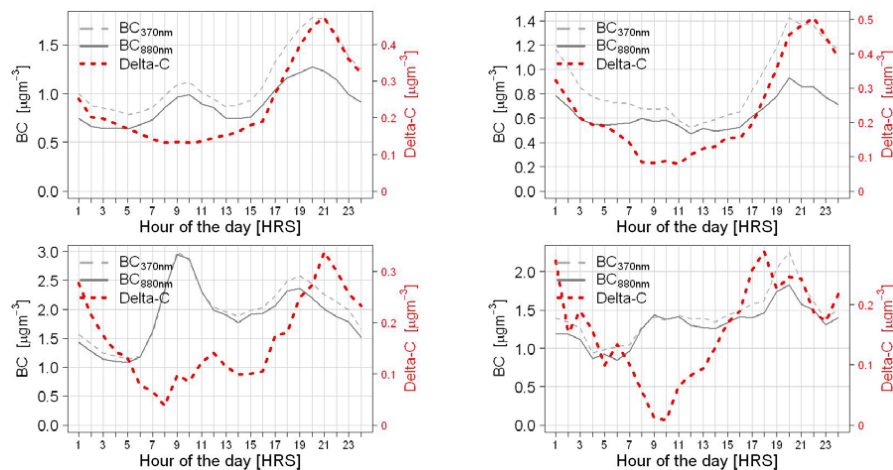 BC370nm
BC880nm
Delta-C
BC [µgm−3]
0.0
0.5
1.0
1.5
0
0.1
0.2
0.3
0.4
Delta-C [µgm−3]
1 3 5 7 9 11 13 15 17 19 21 23
Hour of the day [HRS]
BC370nm
BC880nm
Delta-C
BC [µgm−3]
0.0
0.2
0.4
0.6
0.8
1.0
1.2
1.4
0
0.1
0.2
0.3
0.4
0.5
Delta-C [µgm−3]
1 3 5 7 9 11 13 15 17 19 21 23
Hour of the day [HRS]
BC370nm
BC880nm
Delta-C
BC [µgm−3]
0.0
0.5
1.0
1.5
2.0
2.5
3.0
0
0.1
0.2
0.3
Delta-C [µgm−3]
1 3 5 7 9 11 13 15 17 19 21 23
Hour of the day [HRS]
BC370nm
BC880nm
Delta-C
BC [µgm−3]
0.0
0.5
1.0
1.5
2.0
0
0.1
0.2
Delta-C [µgm−3]
1 3 5 7 9 11 13 15 17 19 21 23
Hour of the day [HRS]